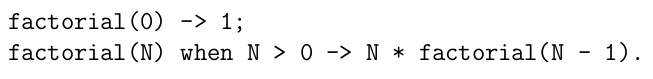 factorial(0) -> 1;
factorial(N) when N > 0 -> N * factorial(N - 1).